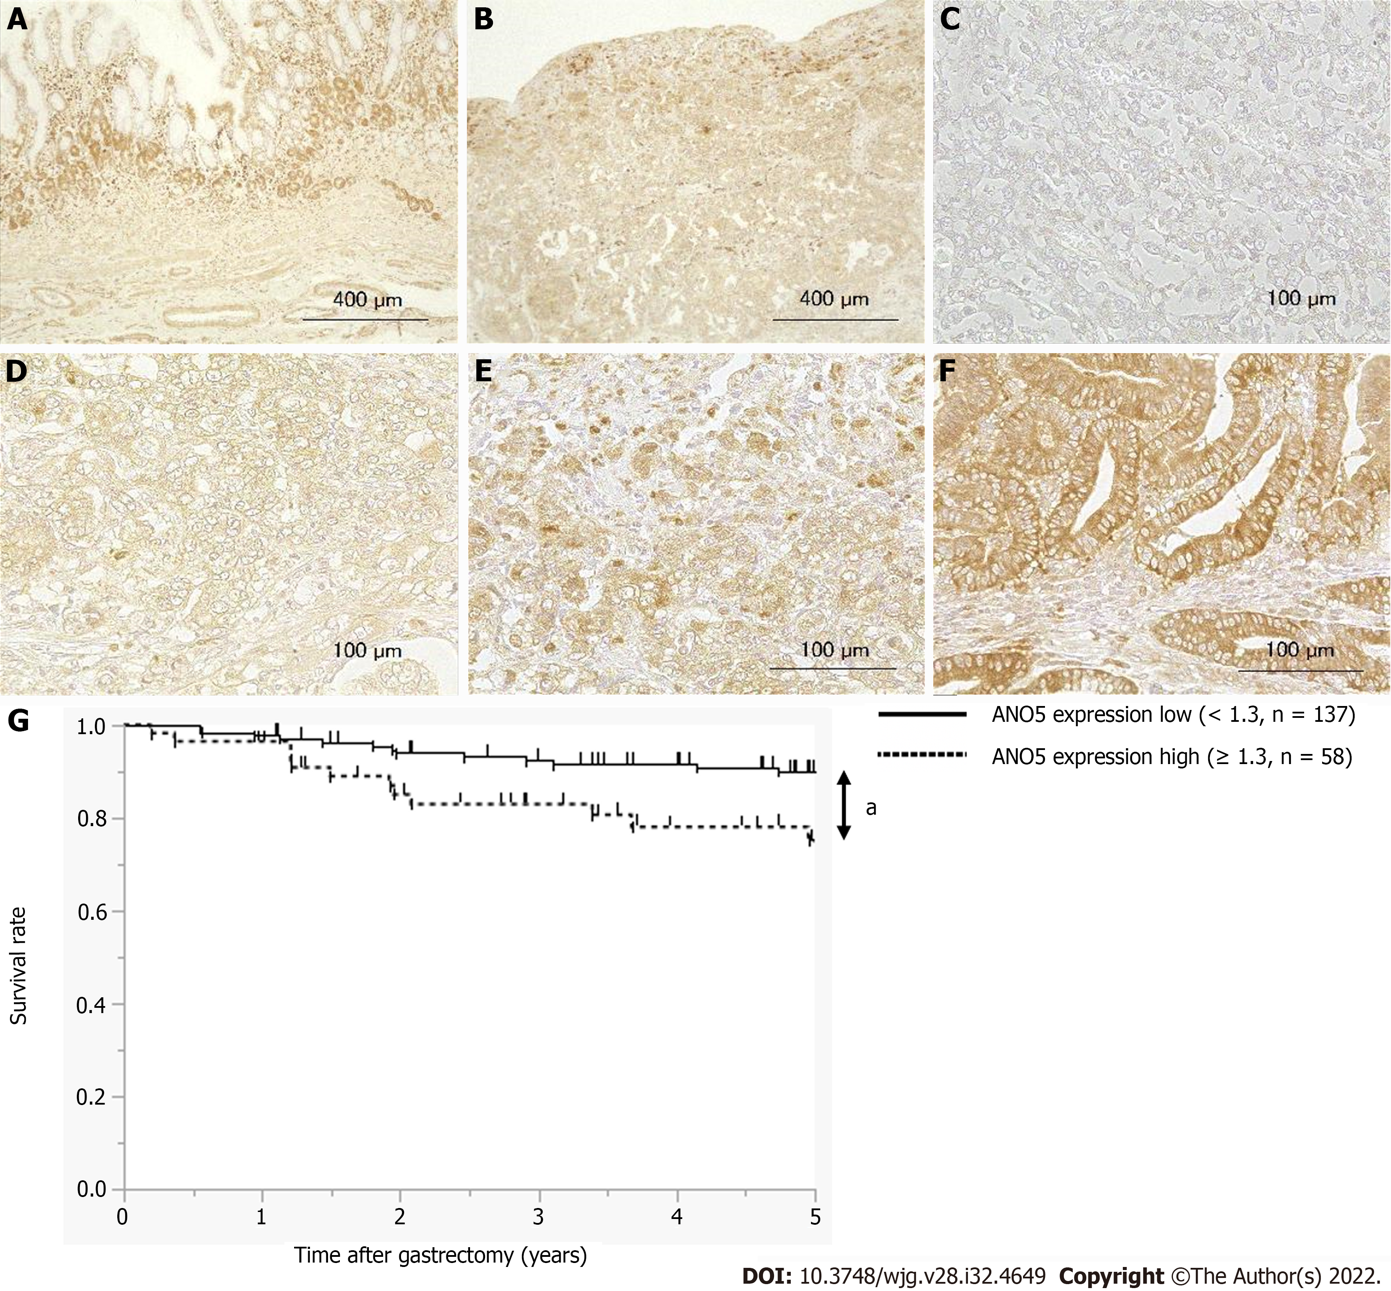 A
B
C
400 µm
400 µm
100 µm
D
E
F
100 µm
100 µm
100 µm
G
ANO5 expression low (< 1.3, n = 137)
ANO5 expression high (≥ 1.3, n = 58)
1.0
0.8
0.6
0.4
0.2
0.0
a
Survival rate
0 1 2 3 4 5
Time after gastrectomy (years)
DOI: 10.3748/wjg.v28.i32.4649 Copyright ©The Author(s) 2022.